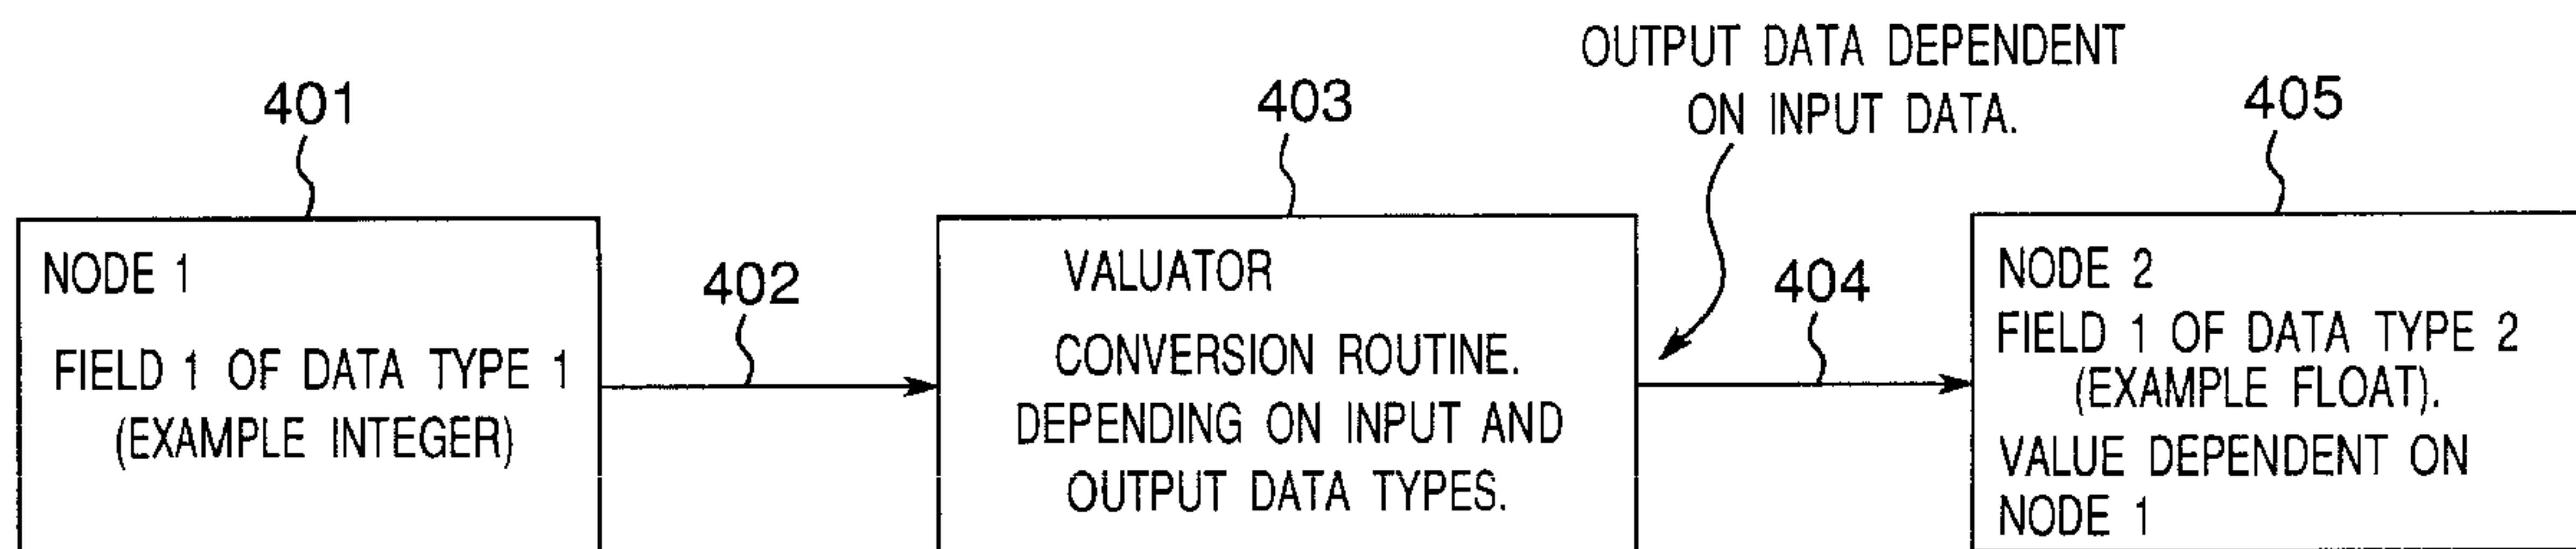 OUTPUT DATA DEPENDENT
ON INPUT DATA.
401
403
405
NODE 1
FIELD 1 OF DATA TYPE 1
(EXAMPLE INTEGER)
402
VALUATOR
CONVERSION ROUTINE.
DEPENDING ON INPUT AND
OUTPUT DATA TYPES.
404
NODE 2
FIELD 1 OF DATA TYPE 2
(EXAMPLE FLOAT).
VALUE DEPENDENT ON
NODE 1